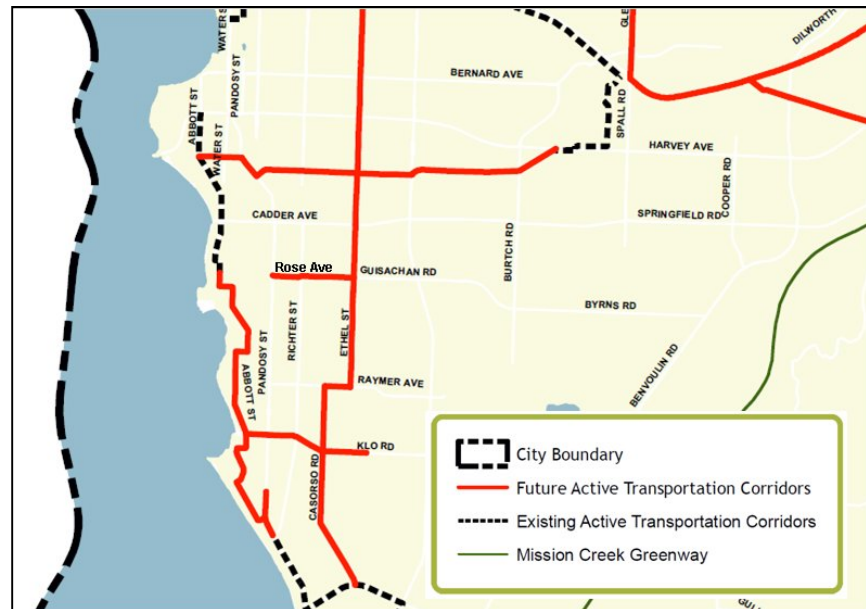 WATER S
PANDOSY ST
ABBOTT ST
WATER ST
BERNARD AVE
GLE
DILWORTH
SPALL RD
HARVEY AVE
COOPER RD
CADDER AVE
SPRINGFIELD RD
BURTCH RD
Rose Ave
GUISACHAN RD
BYRNS RD
RICHTER ST
ETHEL ST
PANDOSY ST
ABBOTT ST
RAYMER AVE
BENVOULIN RD
KLO RD
CASORSO RD
City Boundary
Future Active Transportation Corridors
Existing Active Transportation Corridors
Mission Creek Greenway